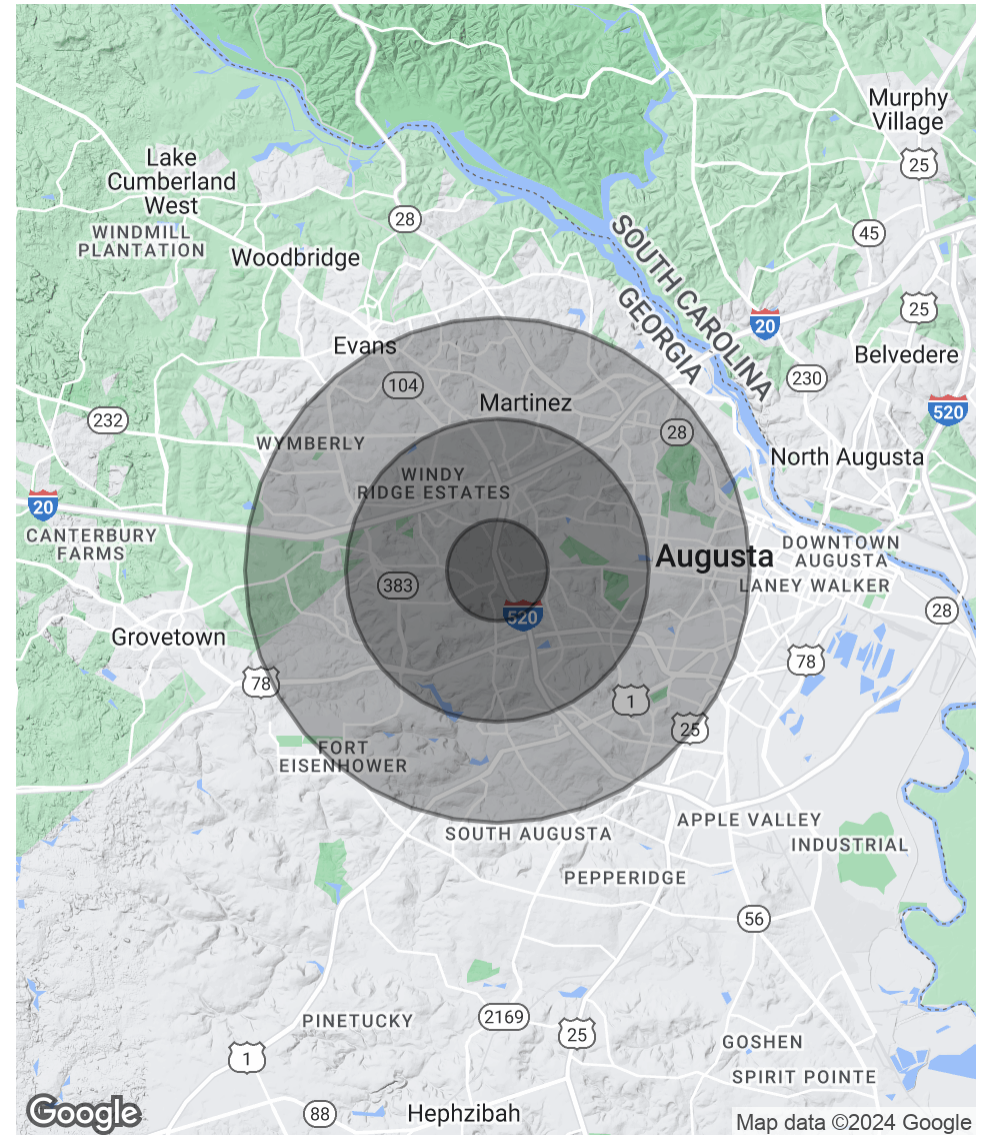 Murphy
Village
25
Lake
Cumberland
West
28
45
WINDMILL
PLANTATION
SOUTH CAROLINA
GEORGIA
Woodbridge
25
20
Evans
Belvedere
104
230
Martinez
520
232
28
WYMBERLY
North Augusta
WINDY
RIDGE ESTATES
20
CANTERBURY
FARMS
Augusta
DOWNTOWN
AUGUSTA
383
LANEY WALKER
520
28
Grovetown
78
78
1
25
FORT
EISENHOWER
SOUTH AUGUSTA
APPLE VALLEY
INDUSTRIAL
PEPPERIDGE
56
PINETUCKY
2169
25
GOSHEN
1
SPIRIT POINTE
Google
88
Hephzibah
Map data ©2024 Google